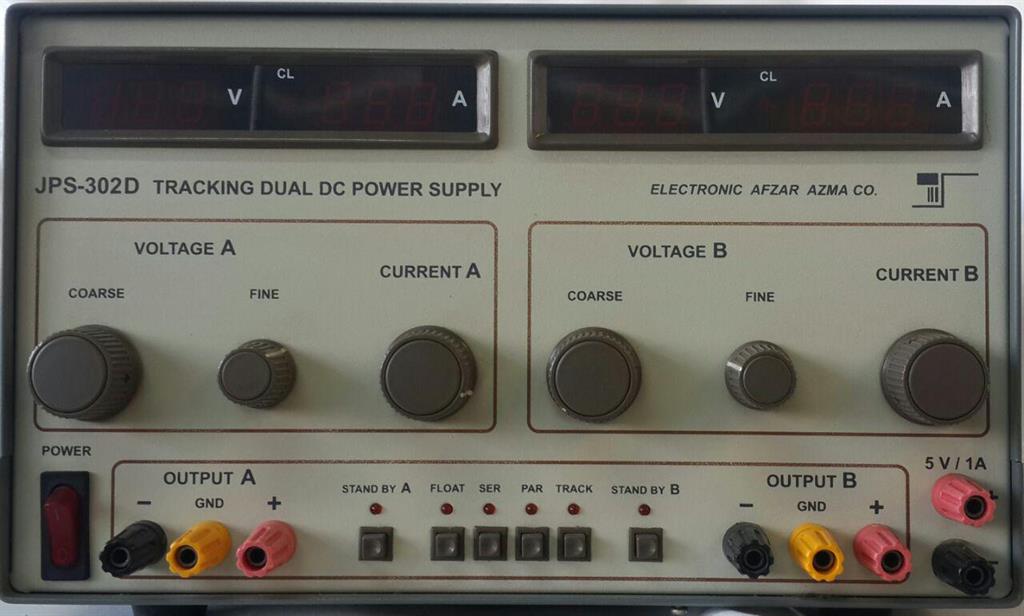 V CL A
V CL A
JPS-302D TRACKING DUAL DC POWER SUPPLY
ELECTRONIC AFZAR AZMA CO.
VOLTAGE A
CURRENT A
COARSE FINE
VOLTAGE B
CURRENT B
COARSE FINE
POWER
OUTPUT A
- GND +
STAND BY A FLOAT SER PAR TRACK STAND BY B
OUTPUT B
- GND +
5 V / 1A
+
-